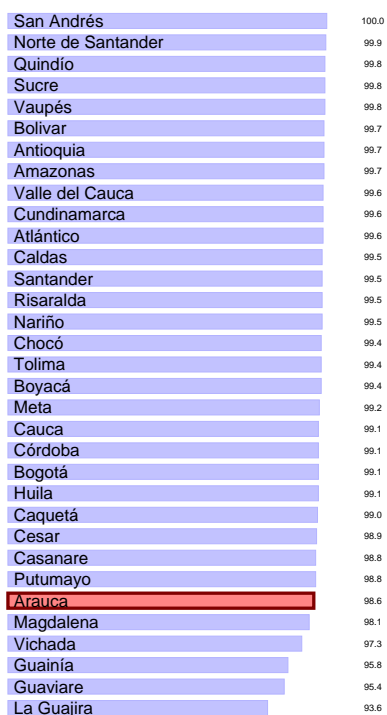 San Andrés 100.0
Norte de Santander 99.9
Quindío 99.8
Sucre 99.8
Vaupés 99.8
Bolivar 99.7
Antioquia 99.7
Amazonas 99.7
Valle del Cauca 99.6
Cundinamarca 99.6
Atlántico 99.6
Caldas 99.5
Santander 99.5
Risaralda 99.5
Nariño 99.5
Chocó 99.4
Tolima 99.4
Boyacá 99.4
Meta 99.2
Cauca 99.1
Córdoba 99.1
Bogotá 99.1
Huila 99.1
Caquetá 99.0
Cesar 98.9
Casanare 98.8
Putumayo 98.8
Arauca 98.6
Magdalena 98.1
Vichada 97.3
Guainía 95.8
Guaviare 95.4
La Guajira 93.6